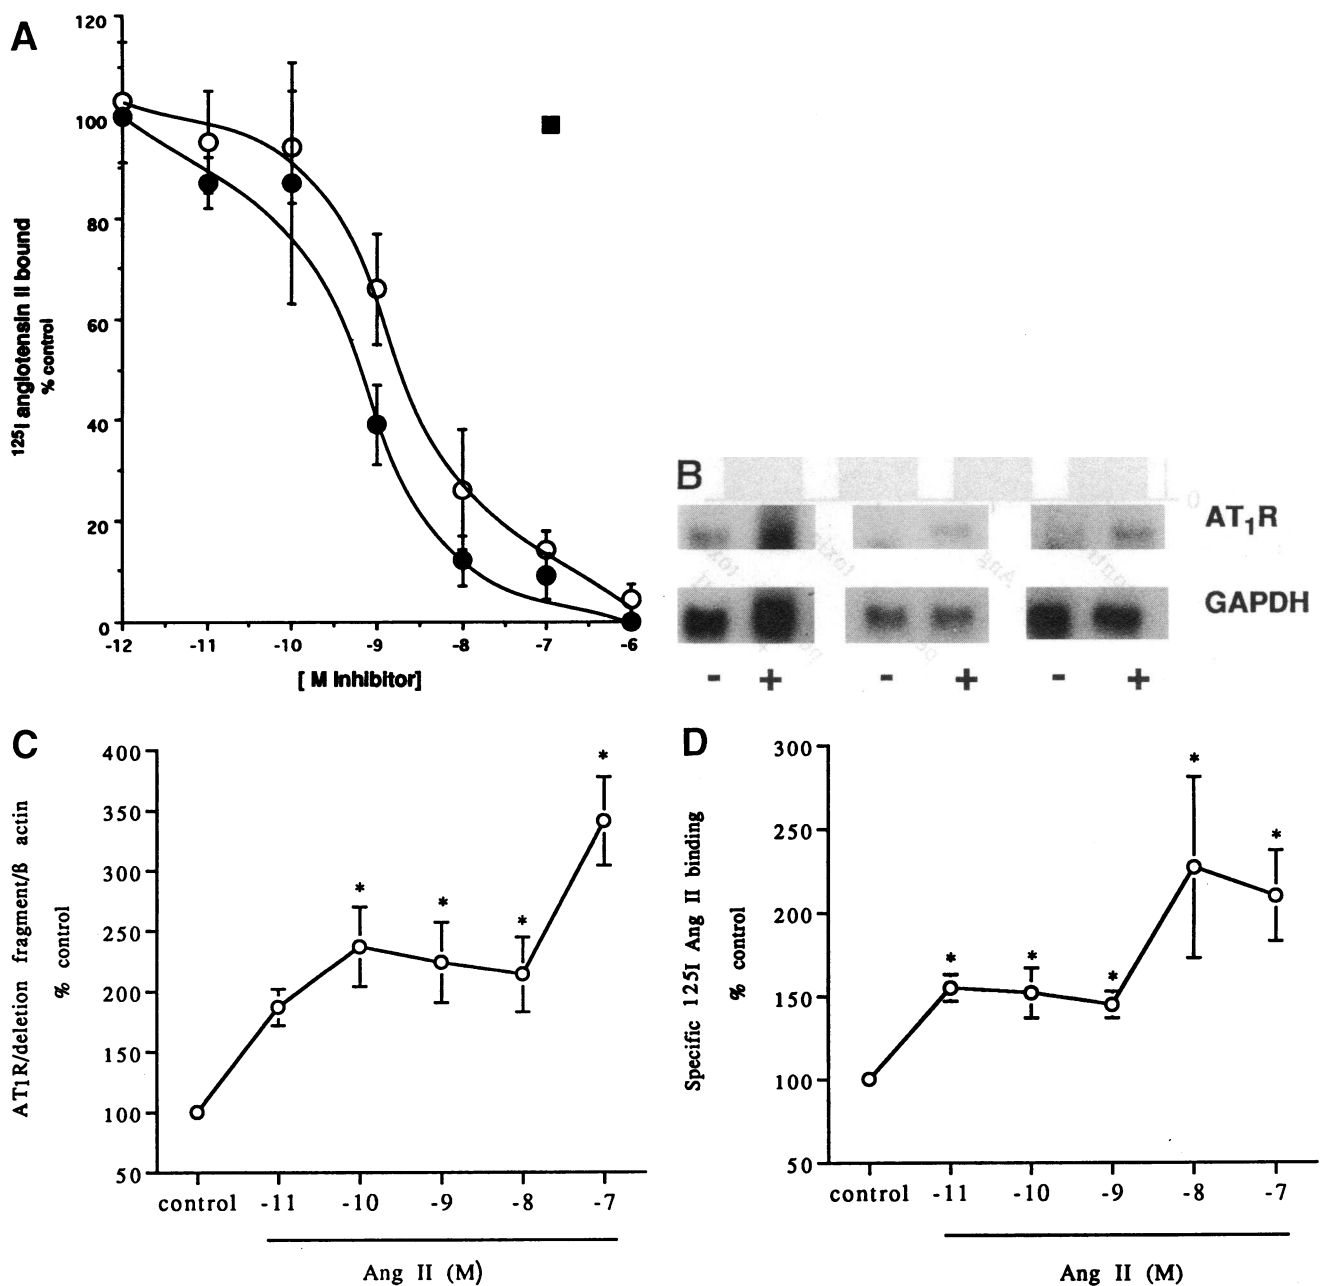 A
120
100
80
60
40
20
0
125I angiotensin II bound
% control
-12 -11 -10 -9 -8 -7 -6
[ M Inhibitor]
B
AT1R
GAPDH
- + - + - +
C
400
350
300
250
200
150
100
50
AT1R/deletion fragment/ß actin
% control
* * * *
control -11 -10 -9 -8 -7
Ang II (M)
D
300
250
200
150
100
50
Specific 125I Ang II binding
% control
* * * * *
control -11 -10 -9 -8 -7
Ang II (M)